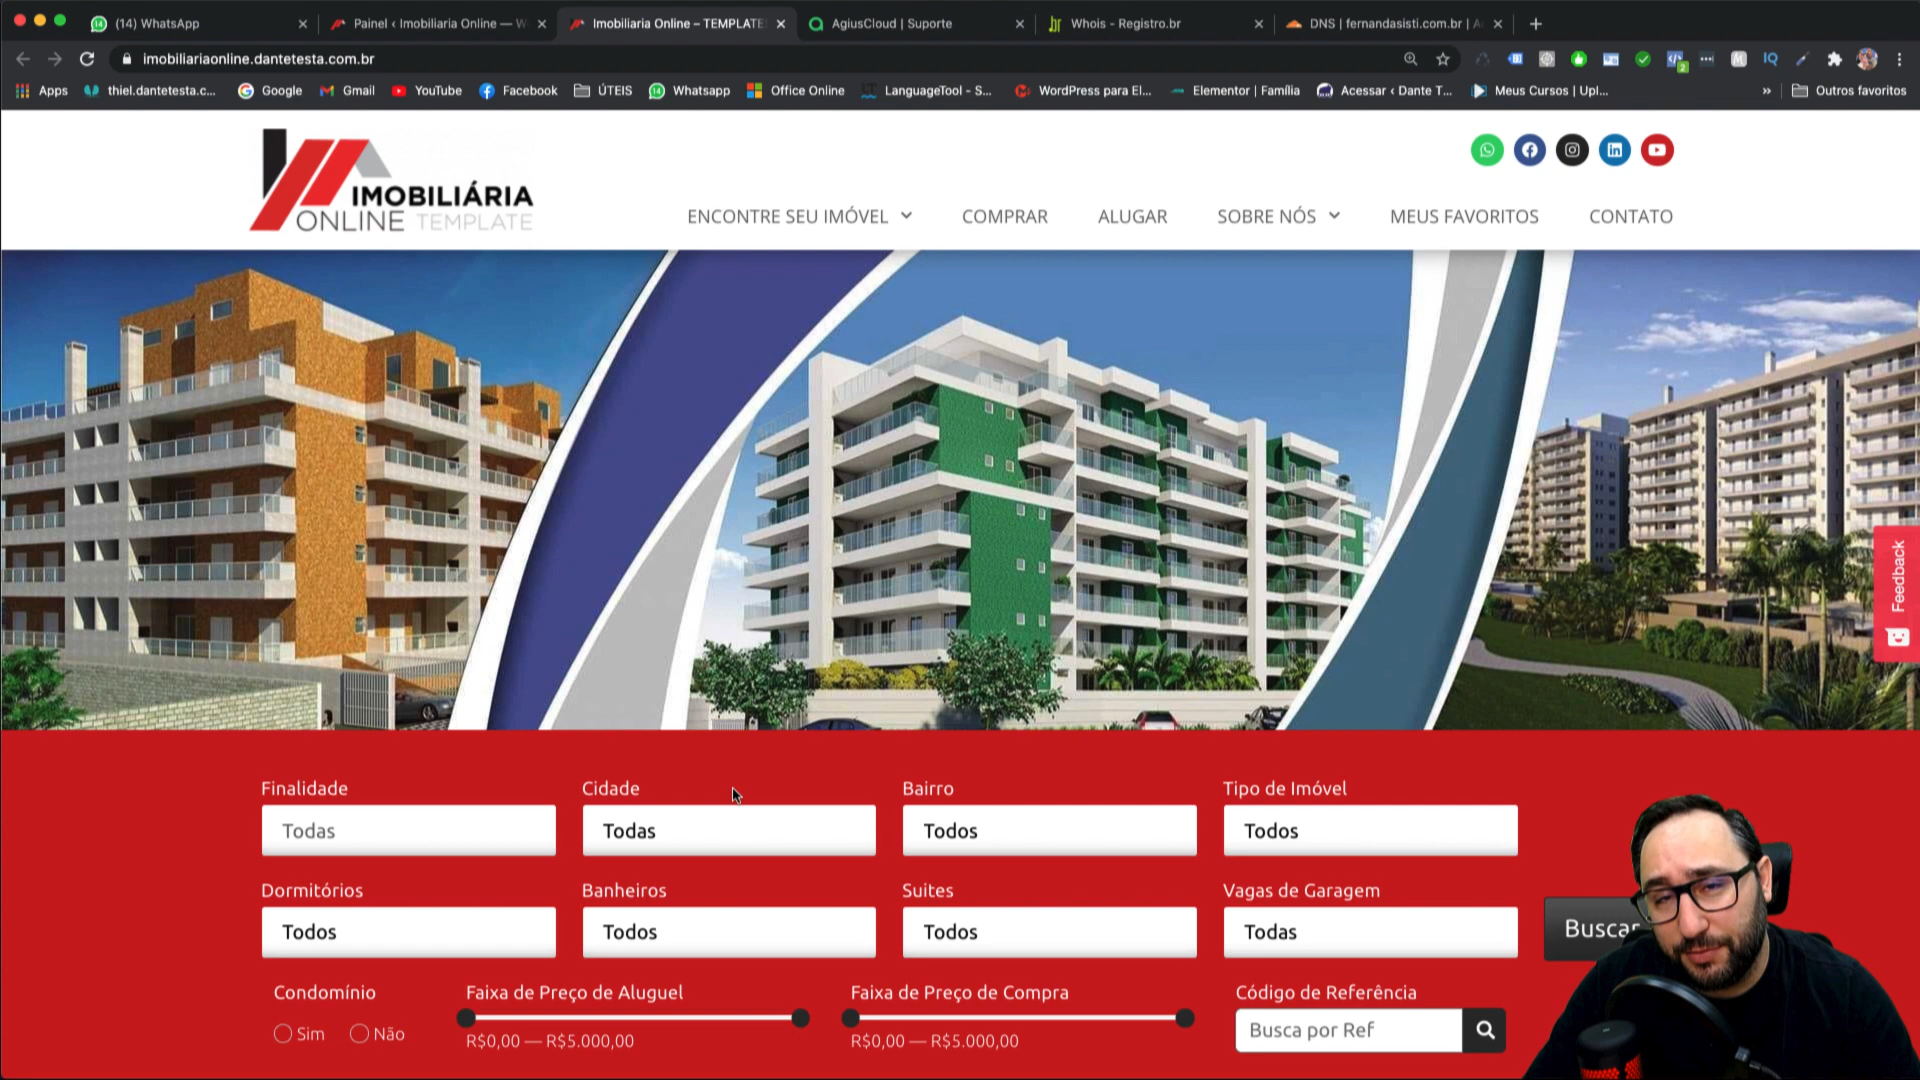 (14) WhatsApp
Painel ‹ Imobiliaria Online — W
Imobiliaria Online – TEMPLATE
AgiusCloud | Suporte
Whois - Registro.br
DNS | fernandasisti.com.br | A
imobiliariaonline.dantetesta.com.br
Apps
thiel.dantetesta.c...
Google
Gmail
YouTube
Facebook
ÚTEIS
Whatsapp
Office Online
LanguageTool - S...
WordPress para El...
Elementor | Família
Acessar ‹ Dante T...
Meus Cursos | Upl...
»
Outros favoritos
IMOBILIÁRIA
ONLINE TEMPLATE
ENCONTRE SEU IMÓVEL
COMPRAR
ALUGAR
SOBRE NÓS
MEUS FAVORITOS
CONTATO
Feedback
Finalidade
Cidade
Bairro
Tipo de Imóvel
Todas
Todas
Todos
Todos
Dormitórios
Banheiros
Suites
Vagas de Garagem
Todos
Todos
Todos
Todas
Buscar
Condomínio
Faixa de Preço de Aluguel
Faixa de Preço de Compra
Código de Referência
Sim
Não
R$0,00 — R$5.000,00
R$0,00 — R$5.000,00
Busca por Ref